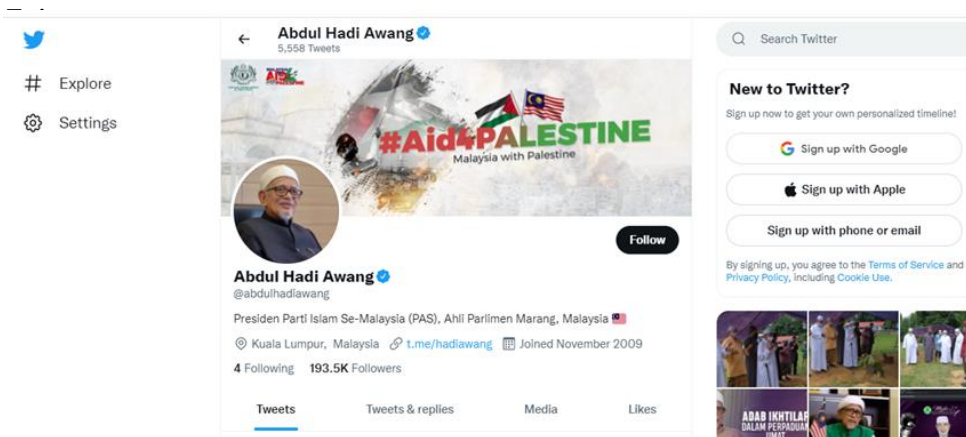 Abdul Hadi Awang
5,558 Tweets
Explore
Settings
#Aid4PALESTINE
Malaysia with Palestine
Follow
Abdul Hadi Awang
@abdulhadiawang
Presiden Parti Islam Se-Malaysia (PAS), Ahli Parlimen Marang, Malaysia
Kuala Lumpur, Malaysia t.me/hadiawang Joined November 2009
4 Following 193.5K Followers
Tweets Tweets & replies Media Likes
Search Twitter
New to Twitter?
Sign up now to get your own personalized timeline!
Sign up with Google
Sign up with Apple
Sign up with phone or email
By signing up, you agree to the Terms of Service and
Privacy Policy, including Cookie Use.
ADAB IKHTILAF
DALAM PERPADUAN
UMAT